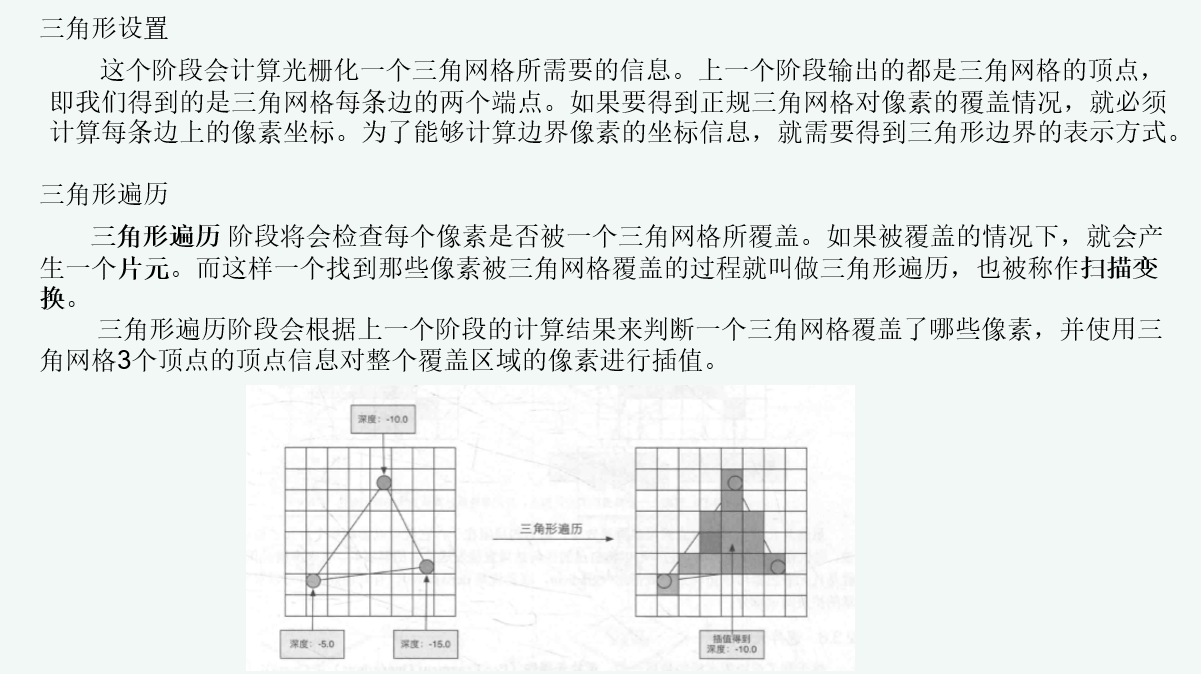 三角形设置
这个阶段会计算光栅化一个三角网格所需要的信息。上一个阶段输出的都是三角网格的顶点，
即我们得到的是三角网格每条边的两个端点。如果要得到正规三角网格对像素的覆盖情况，就必须
计算每条边上的像素坐标。为了能够计算边界像素的坐标信息，就需要得到三角形边界的表示方式。
三角形遍历
三角形遍历 阶段将会检查每个像素是否被一个三角网格所覆盖。如果被覆盖的情况下，就会产
生一个片元。而这样一个找到那些像素被三角网格覆盖的过程就叫做三角形遍历，也被称作扫描变
换。
三角形遍历阶段会根据上一个阶段的计算结果来判断一个三角网格覆盖了哪些像素，并使用三
角网格3个顶点的顶点信息对整个覆盖区域的像素进行插值。
深度：-10.0
三角形遍历
深度：-5.0
深度：-15.0
插值得到
深度：-10.0